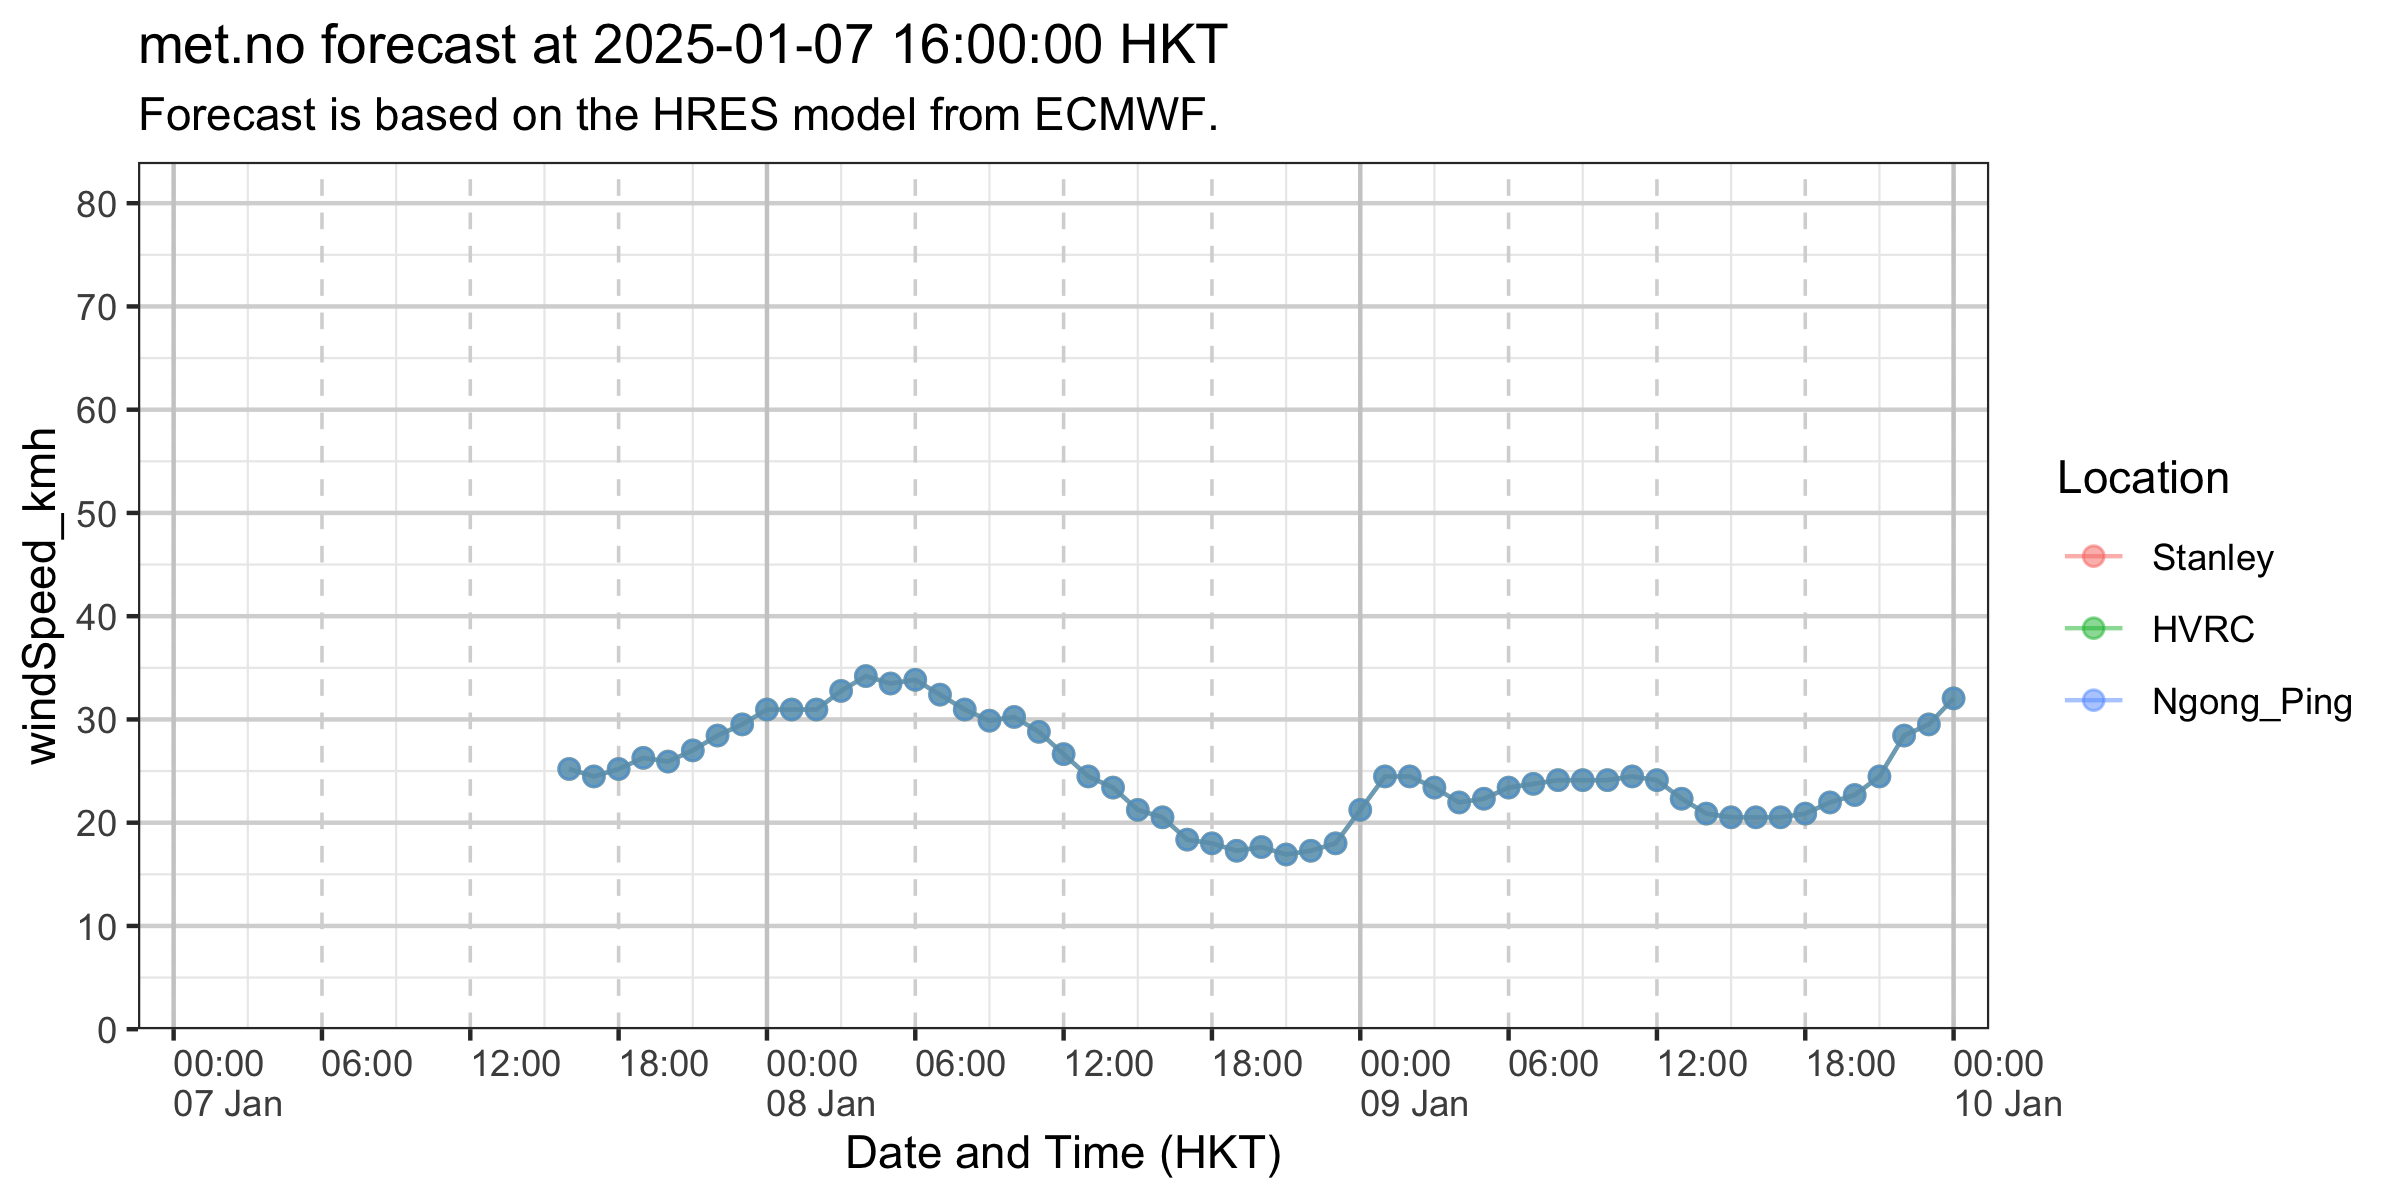 met.no forecast at 2025-01-07 16:00:00 HKT
Forecast is based on the HRES model from ECMWF.
windSpeed_kmh
80
70
60
50
40
30
20
10
0
00:00 06:00 12:00 18:00 00:00 06:00 12:00 18:00 00:00 06:00 12:00 18:00 00:00
07 Jan 08 Jan 09 Jan 10 Jan
Date and Time (HKT)
Location
Stanley
HVRC
Ngong_Ping